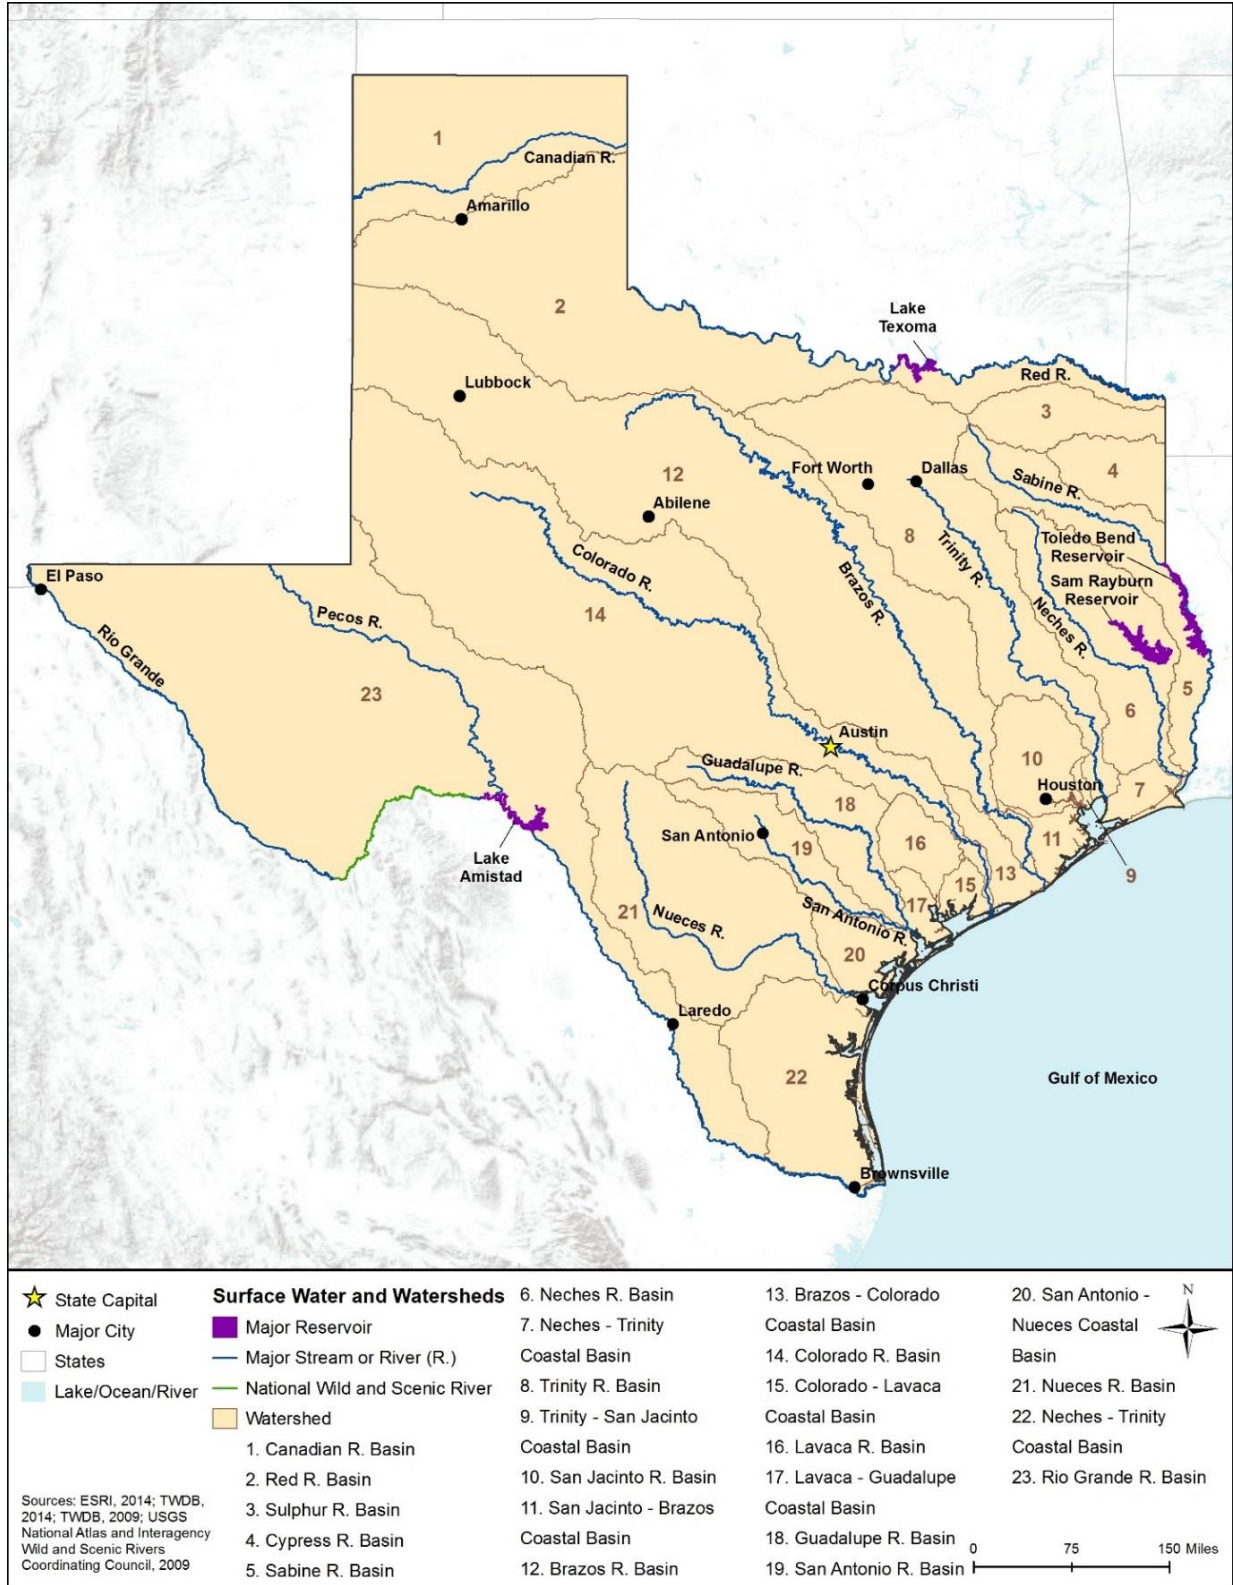 1
Canadian R.
Amarillo
2
Lake
Texoma
Red R.
Lubbock
3
12
Fort Worth
Dallas
4
Sabine R.
Abilene
8
Trinity R.
Toledo Bend
Reservoir
Colorado R.
Brazos R.
Sam Rayburn
Reservoir
El Paso
Pecos R.
14
Neches R.
Rio Grande
23
5
6
Austin
Guadalupe R.
10
Houston
7
18
San Antonio
19
16
11
Lake
Amistad
15
13
9
17
21
Nueces R.
San Antonio R.
20
Corpus Christi
Laredo
22
Gulf of Mexico
Brownsville
State Capital
Major City
States
Lake/Ocean/River
Sources: ESRI, 2014; TWDB,
2014; TWDB, 2009; USGS
National Atlas and Interagency
Wild and Scenic Rivers
Coordinating Council, 2009
Surface Water and Watersheds
Major Reservoir
Major Stream or River (R.)
National Wild and Scenic River
Watershed
1. Canadian R. Basin
2. Red R. Basin
3. Sulphur R. Basin
4. Cypress R. Basin
5. Sabine R. Basin
6. Neches R. Basin
7. Neches - Trinity
Coastal Basin
8. Trinity R. Basin
9. Trinity - San Jacinto
Coastal Basin
10. San Jacinto R. Basin
11. San Jacinto - Brazos
Coastal Basin
12. Brazos R. Basin
13. Brazos - Colorado
Coastal Basin
14. Colorado R. Basin
15. Colorado - Lavaca
Coastal Basin
16. Lavaca R. Basin
17. Lavaca - Guadalupe
Coastal Basin
18. Guadalupe R. Basin
19. San Antonio R. Basin
20. San Antonio -
Nueces Coastal
Basin
21. Nueces R. Basin
22. Neches - Trinity
Coastal Basin
23. Rio Grande R. Basin
N
0 75 150 Miles